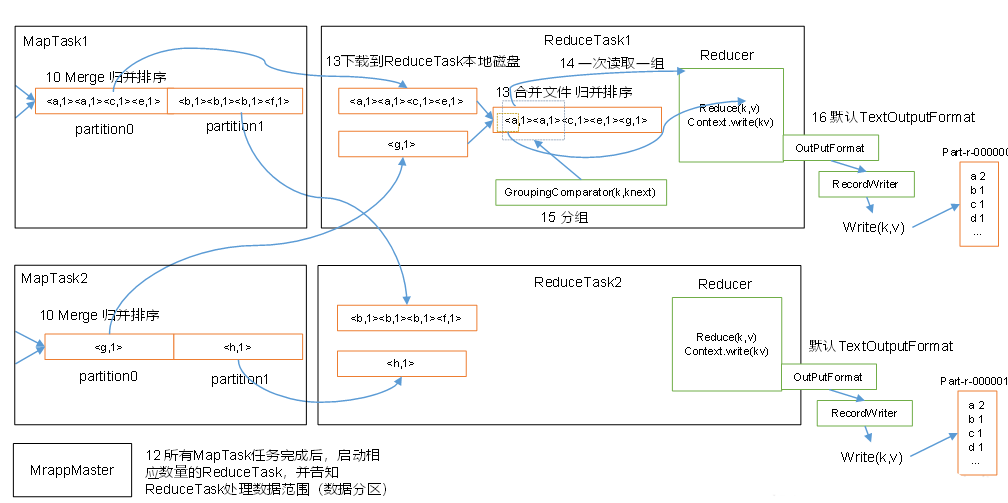 MapTask1
10 Merge 归并排序
<a,1><a,1><c,1><e,1>
<b,1><b,1><b,1><f,1>
partition0
partition1
ReduceTask1
13下载到ReduceTask本地磁盘
<a,1><a,1><c,1><e,1>
<g,1>
14 一次读取一组
13 合并文件 归并排序
<a,1><a,1><c,1><e,1><g,1>
GroupingComparator(k,knext)
15 分组
Reducer
Reduce(k,v)
Context.write(kv)
16 默认TextOutputFormat
OutPutFormat
RecordWriter
Write(k,v)
Part-r-000000
a 2
b 1
c 1
d 1
...
MapTask2
10 Merge 归并排序
<g,1>
<h,1>
partition0
partition1
ReduceTask2
<b,1><b,1><b,1><f,1>
<h,1>
Reducer
Reduce(k,v)
Context.write(kv)
默认TextOutputFormat
OutPutFormat
RecordWriter
Write(k,v)
Part-r-000001
a 2
b 1
c 1
d 1
...
MrappMaster
12 所有MapTask任务完成后，启动相
应数量的ReduceTask，并告知
ReduceTask处理数据范围（数据分区）